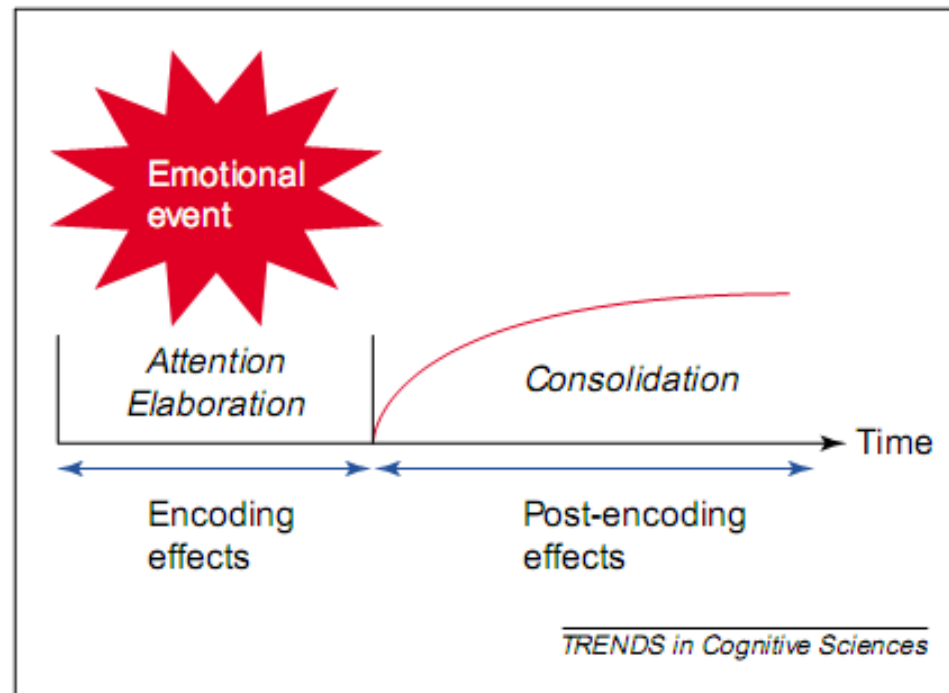 Emotional
event
Attention
Elaboration
Consolidation
Time
Encoding
effects
Post-encoding
effects
TRENDS in Cognitive Sciences